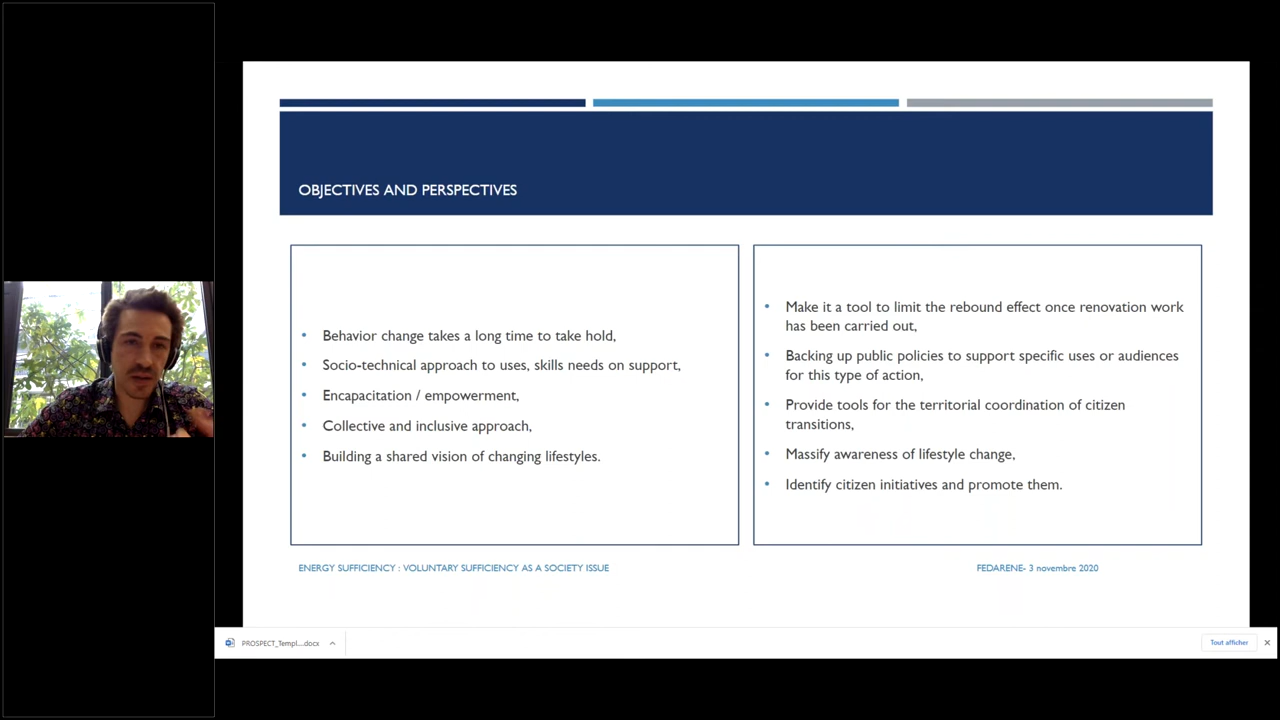 OBJECTIVES AND PERSPECTIVES
Behavior change takes a long time to take hold,
Socio-technical approach to uses, skills needs on support,
Encapacitation / empowerment,
Collective and inclusive approach,
Building a shared vision of changing lifestyles.
Make it a tool to limit the rebound effect once renovation work
has been carried out,
Backing up public policies to support specific uses or audiences
for this type of action,
Provide tools for the territorial coordination of citizen
transitions,
Massify awareness of lifestyle change,
Identify citizen initiatives and promote them.
ENERGY SUFFICIENCY : VOLUNTARY SUFFICIENCY AS A SOCIETY ISSUE
FEDARENE- 3 novembre 2020
PROSPECT_Templ....docx
Tout afficher